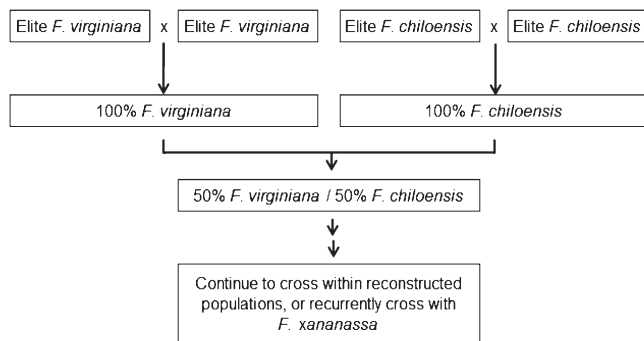 Elite F. virginiana x Elite F. virginiana Elite F. chiloensis x Elite F. chiloensis
100% F. virginiana 100% F. chiloensis
50% F. virginiana / 50% F. chiloensis
Continue to cross within reconstructed
populations, or recurrently cross with
F. xananassa